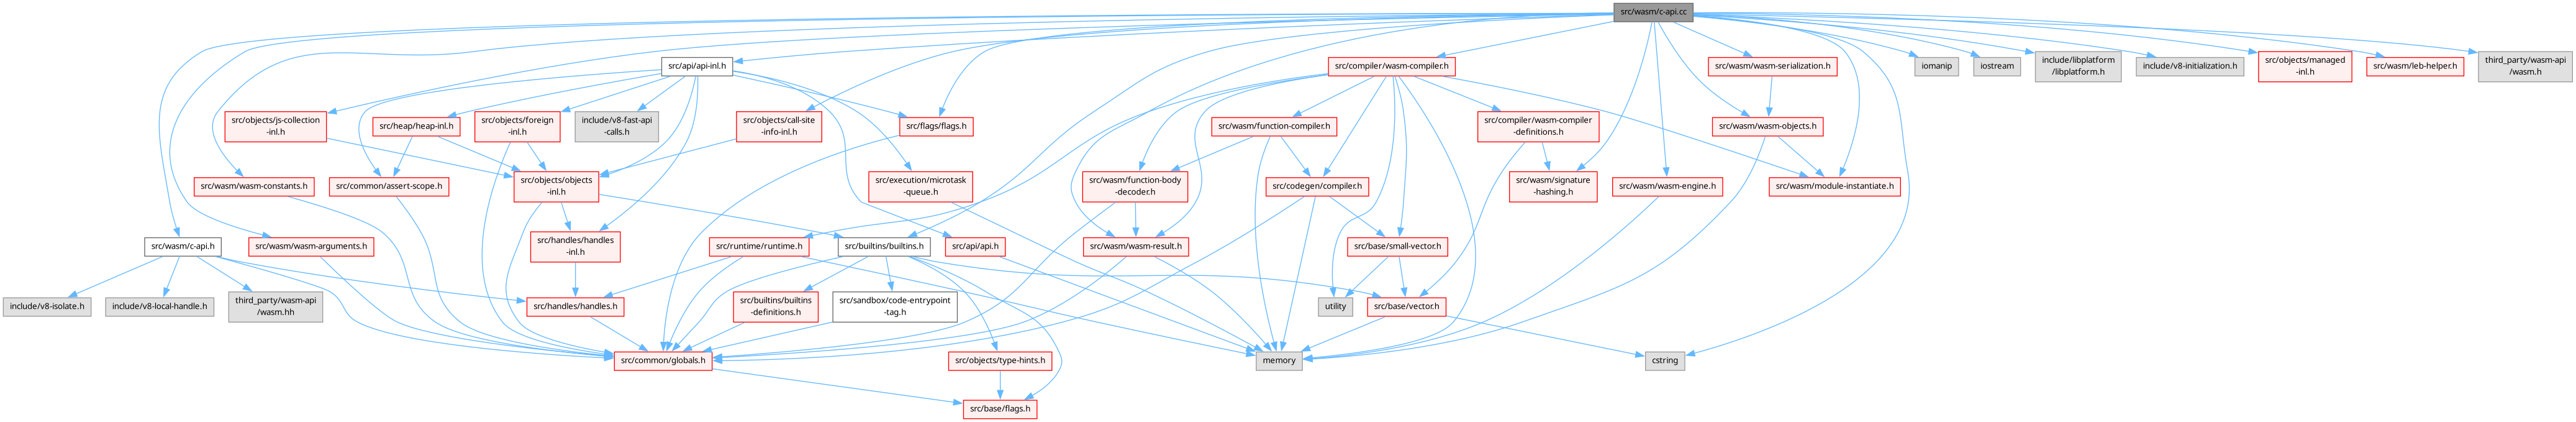 src/wasm/c-api.cc
src/api/api-inl.h
src/compiler/wasm-compiler.h
src/wasm/wasm-serialization.h
iomanip
iostream
include/libplatform
/libplatform.h
include/v8-initialization.h
src/objects/managed
-inl.h
src/wasm/leb-helper.h
third_party/wasm-api
/wasm.h
src/objects/js-collection
-inl.h
src/heap/heap-inl.h
src/objects/foreign
-inl.h
include/v8-fast-api
-calls.h
src/objects/call-site
-info-inl.h
src/flags/flags.h
src/wasm/function-compiler.h
src/compiler/wasm-compiler
-definitions.h
src/wasm/wasm-objects.h
src/wasm/wasm-constants.h
src/common/assert-scope.h
src/objects/objects
-inl.h
src/execution/microtask
-queue.h
src/wasm/function-body
-decoder.h
src/codegen/compiler.h
src/wasm/signature
-hashing.h
src/wasm/wasm-engine.h
src/wasm/module-instantiate.h
src/wasm/c-api.h
src/wasm/wasm-arguments.h
src/handles/handles
-inl.h
src/runtime/runtime.h
src/builtins/builtins.h
src/api/api.h
src/wasm/wasm-result.h
src/base/small-vector.h
include/v8-isolate.h
include/v8-local-handle.h
third_party/wasm-api
/wasm.hh
src/handles/handles.h
src/builtins/builtins
-definitions.h
src/sandbox/code-entrypoint
-tag.h
utility
src/base/vector.h
src/common/globals.h
src/objects/type-hints.h
memory
cstring
src/base/flags.h